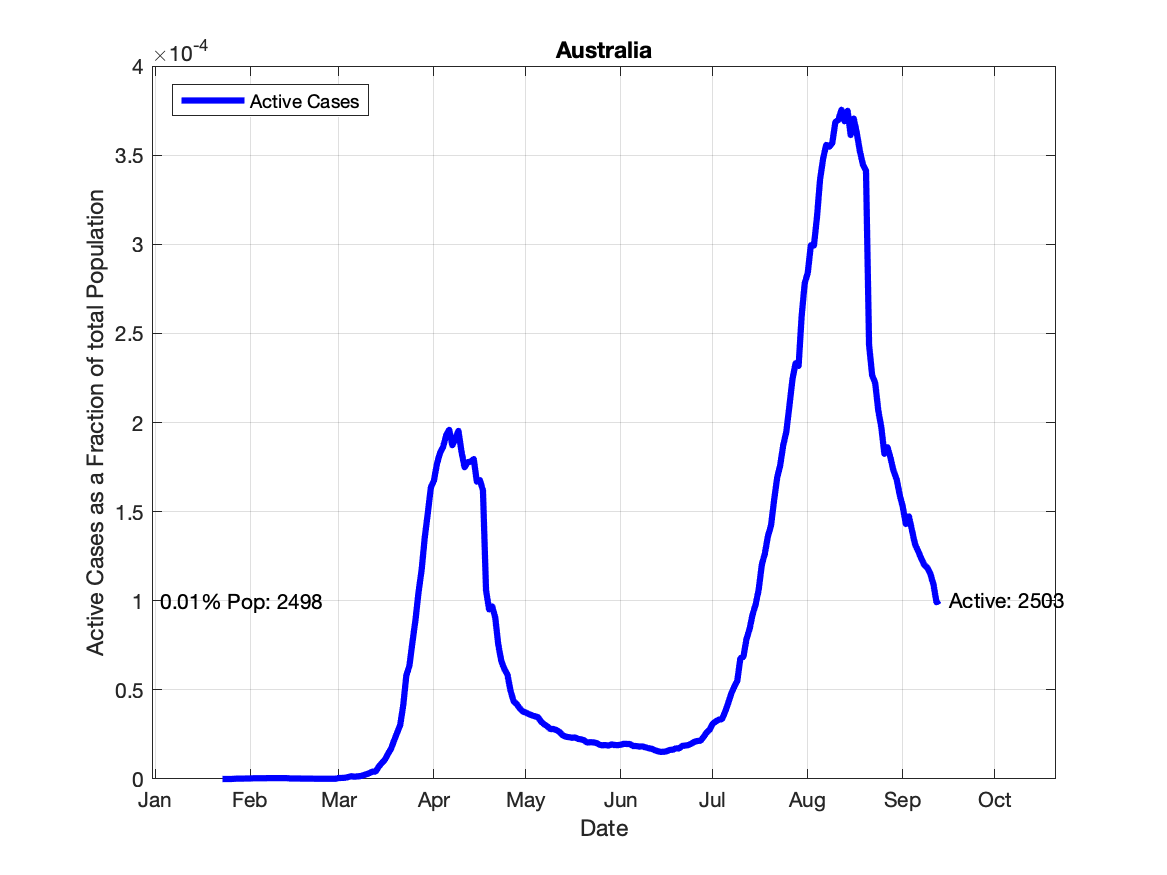 Australia
×10⁻⁴
Active Cases
4
3.5
3
2.5
2
1.5
1
0.5
0
Active Cases as a Fraction of total Population
0.01% Pop: 2498
Active: 2503
Jan Feb Mar Apr May Jun Jul Aug Sep Oct
Date